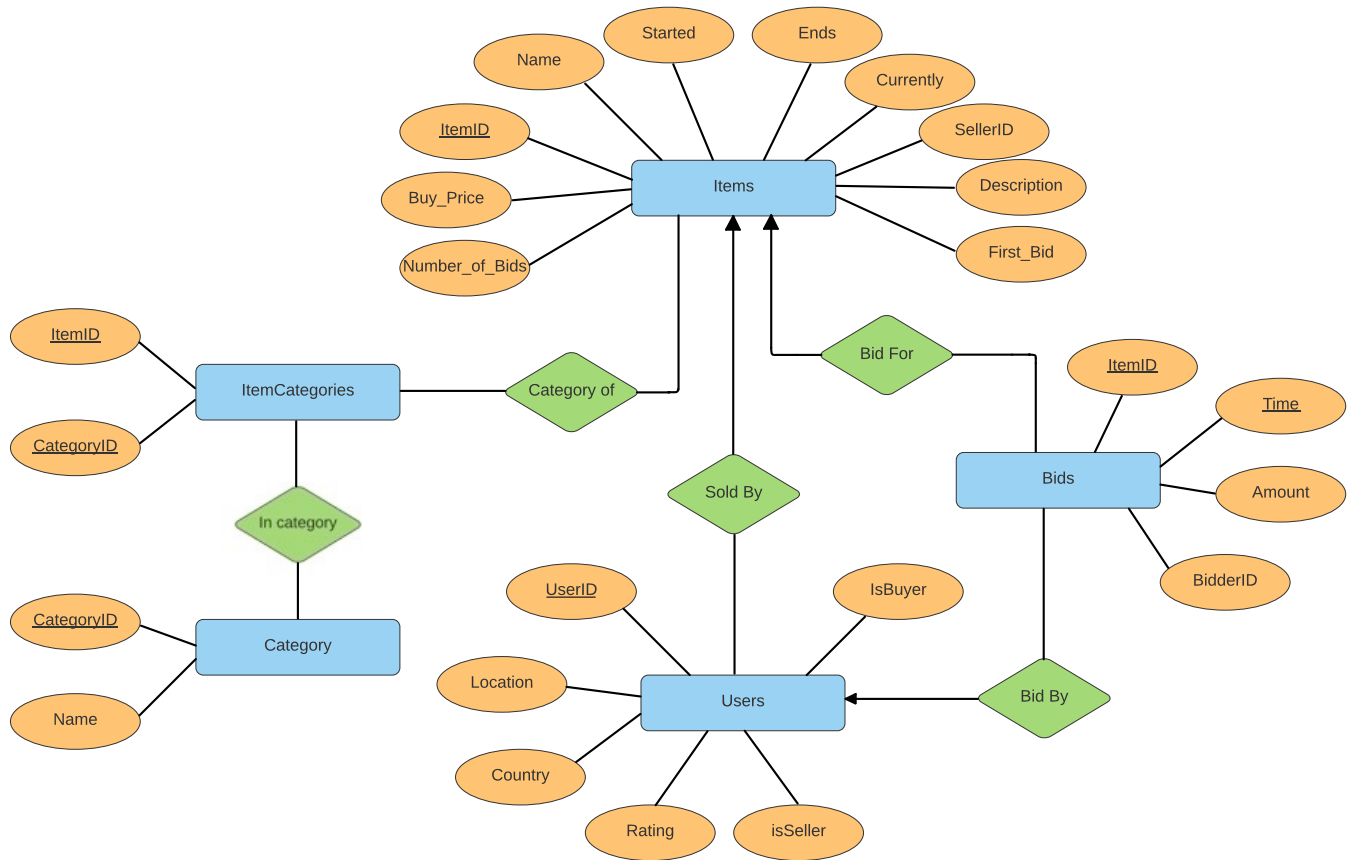 Started
Ends
Name
Currently
ItemID
SellerID
Items
Description
Buy_Price
First_Bid
Number_of_Bids
ItemID
Bid For
ItemID
ItemCategories
Category of
Time
CategoryID
Bids
Sold By
Amount
In category
BidderID
UserID
IsBuyer
CategoryID
Category
Location
Users
Bid By
Name
Country
Rating
isSeller